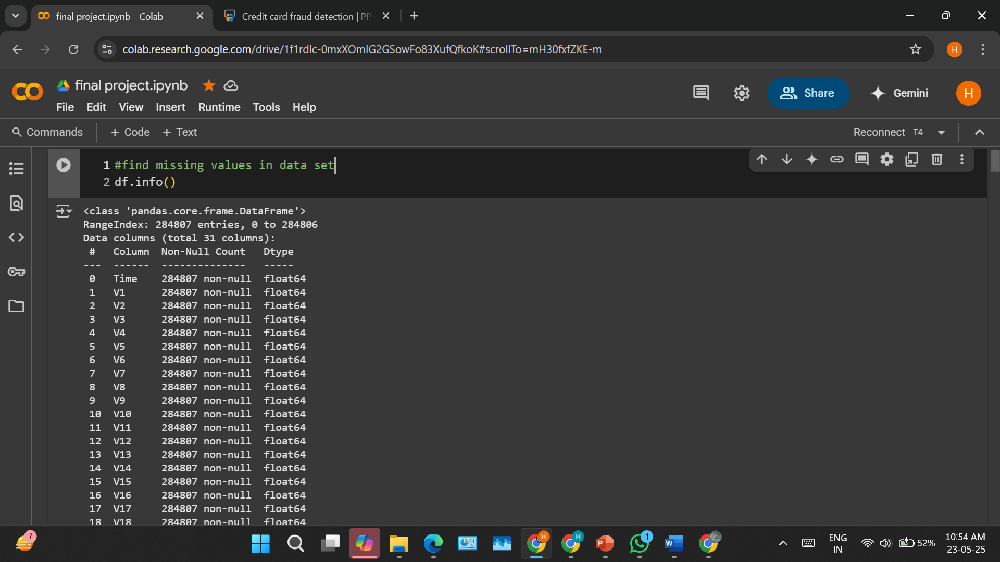 final project.ipynb - Colab
Credit card fraud detection | PP
colab.research.google.com/drive/1f1rdlc-0mxXOmIG2GSowFo83XufQfkoK#scrollTo=mH30fxfZKE-m
H
final project.ipynb
File Edit View Insert Runtime Tools Help
Share
Gemini
H
Commands
+ Code + Text
Reconnect T4
1 #find missing values in data set
2 df.info()
<class 'pandas.core.frame.DataFrame'>
RangeIndex: 284807 entries, 0 to 284806
Data columns (total 31 columns):
# Column Non-Null Count Dtype
--- ------ -------------- -----
0 Time 284807 non-null float64
1 V1 284807 non-null float64
2 V2 284807 non-null float64
3 V3 284807 non-null float64
4 V4 284807 non-null float64
5 V5 284807 non-null float64
6 V6 284807 non-null float64
7 V7 284807 non-null float64
8 V8 284807 non-null float64
9 V9 284807 non-null float64
10 V10 284807 non-null float64
11 V11 284807 non-null float64
12 V12 284807 non-null float64
13 V13 284807 non-null float64
14 V14 284807 non-null float64
15 V15 284807 non-null float64
16 V16 284807 non-null float64
17 V17 284807 non-null float64
18 V18 284807 non-null float64
7
H
H
P
1
W
ENG
IN
52%
10:54 AM
23-05-25